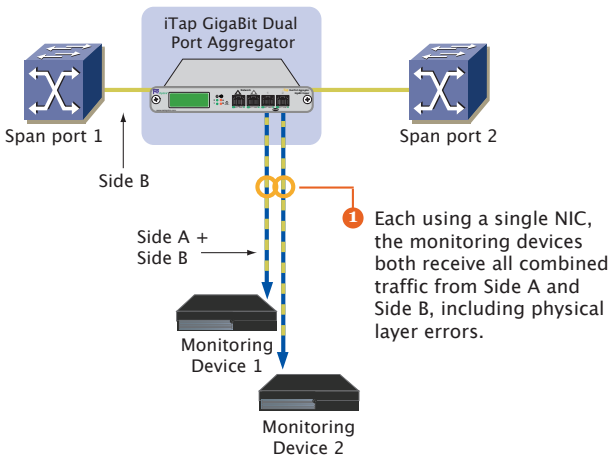 iTap GigaBit Dual
Port Aggregator
Span port 1
Span port 2
Side B
Side A +
Side B
1
Each using a single NIC,
the monitoring devices
both receive all combined
traffic from Side A and
Side B, including physical
layer errors.
Monitoring
Device 1
Monitoring
Device 2